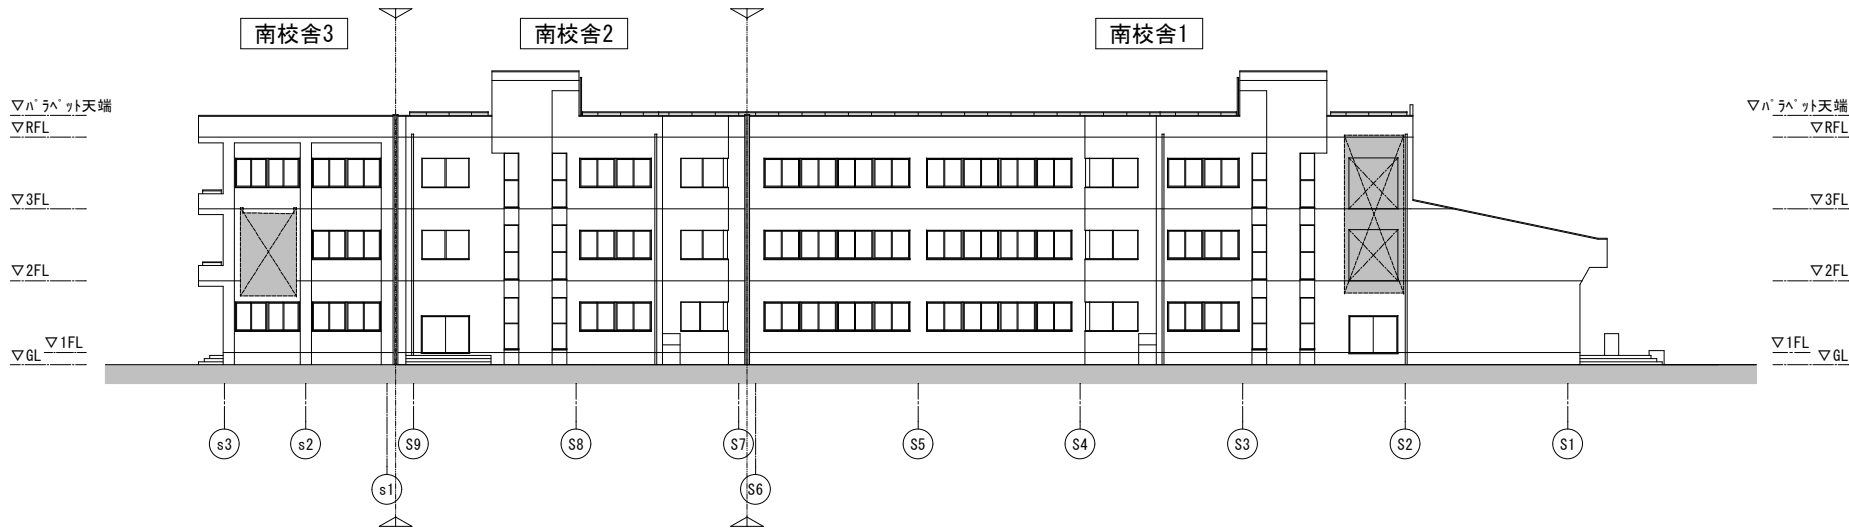 南校舎3 南校舎2 南校舎1
▽パラペット天端 ▽パラペット天端
▽RFL ▽RFL
▽3FL ▽3FL
▽2FL ▽2FL
▽1FL ▽1FL
▽GL ▽GL
s3 s2 S9 S8 S7 S5 S4 S3 S2 S1
s1 S6